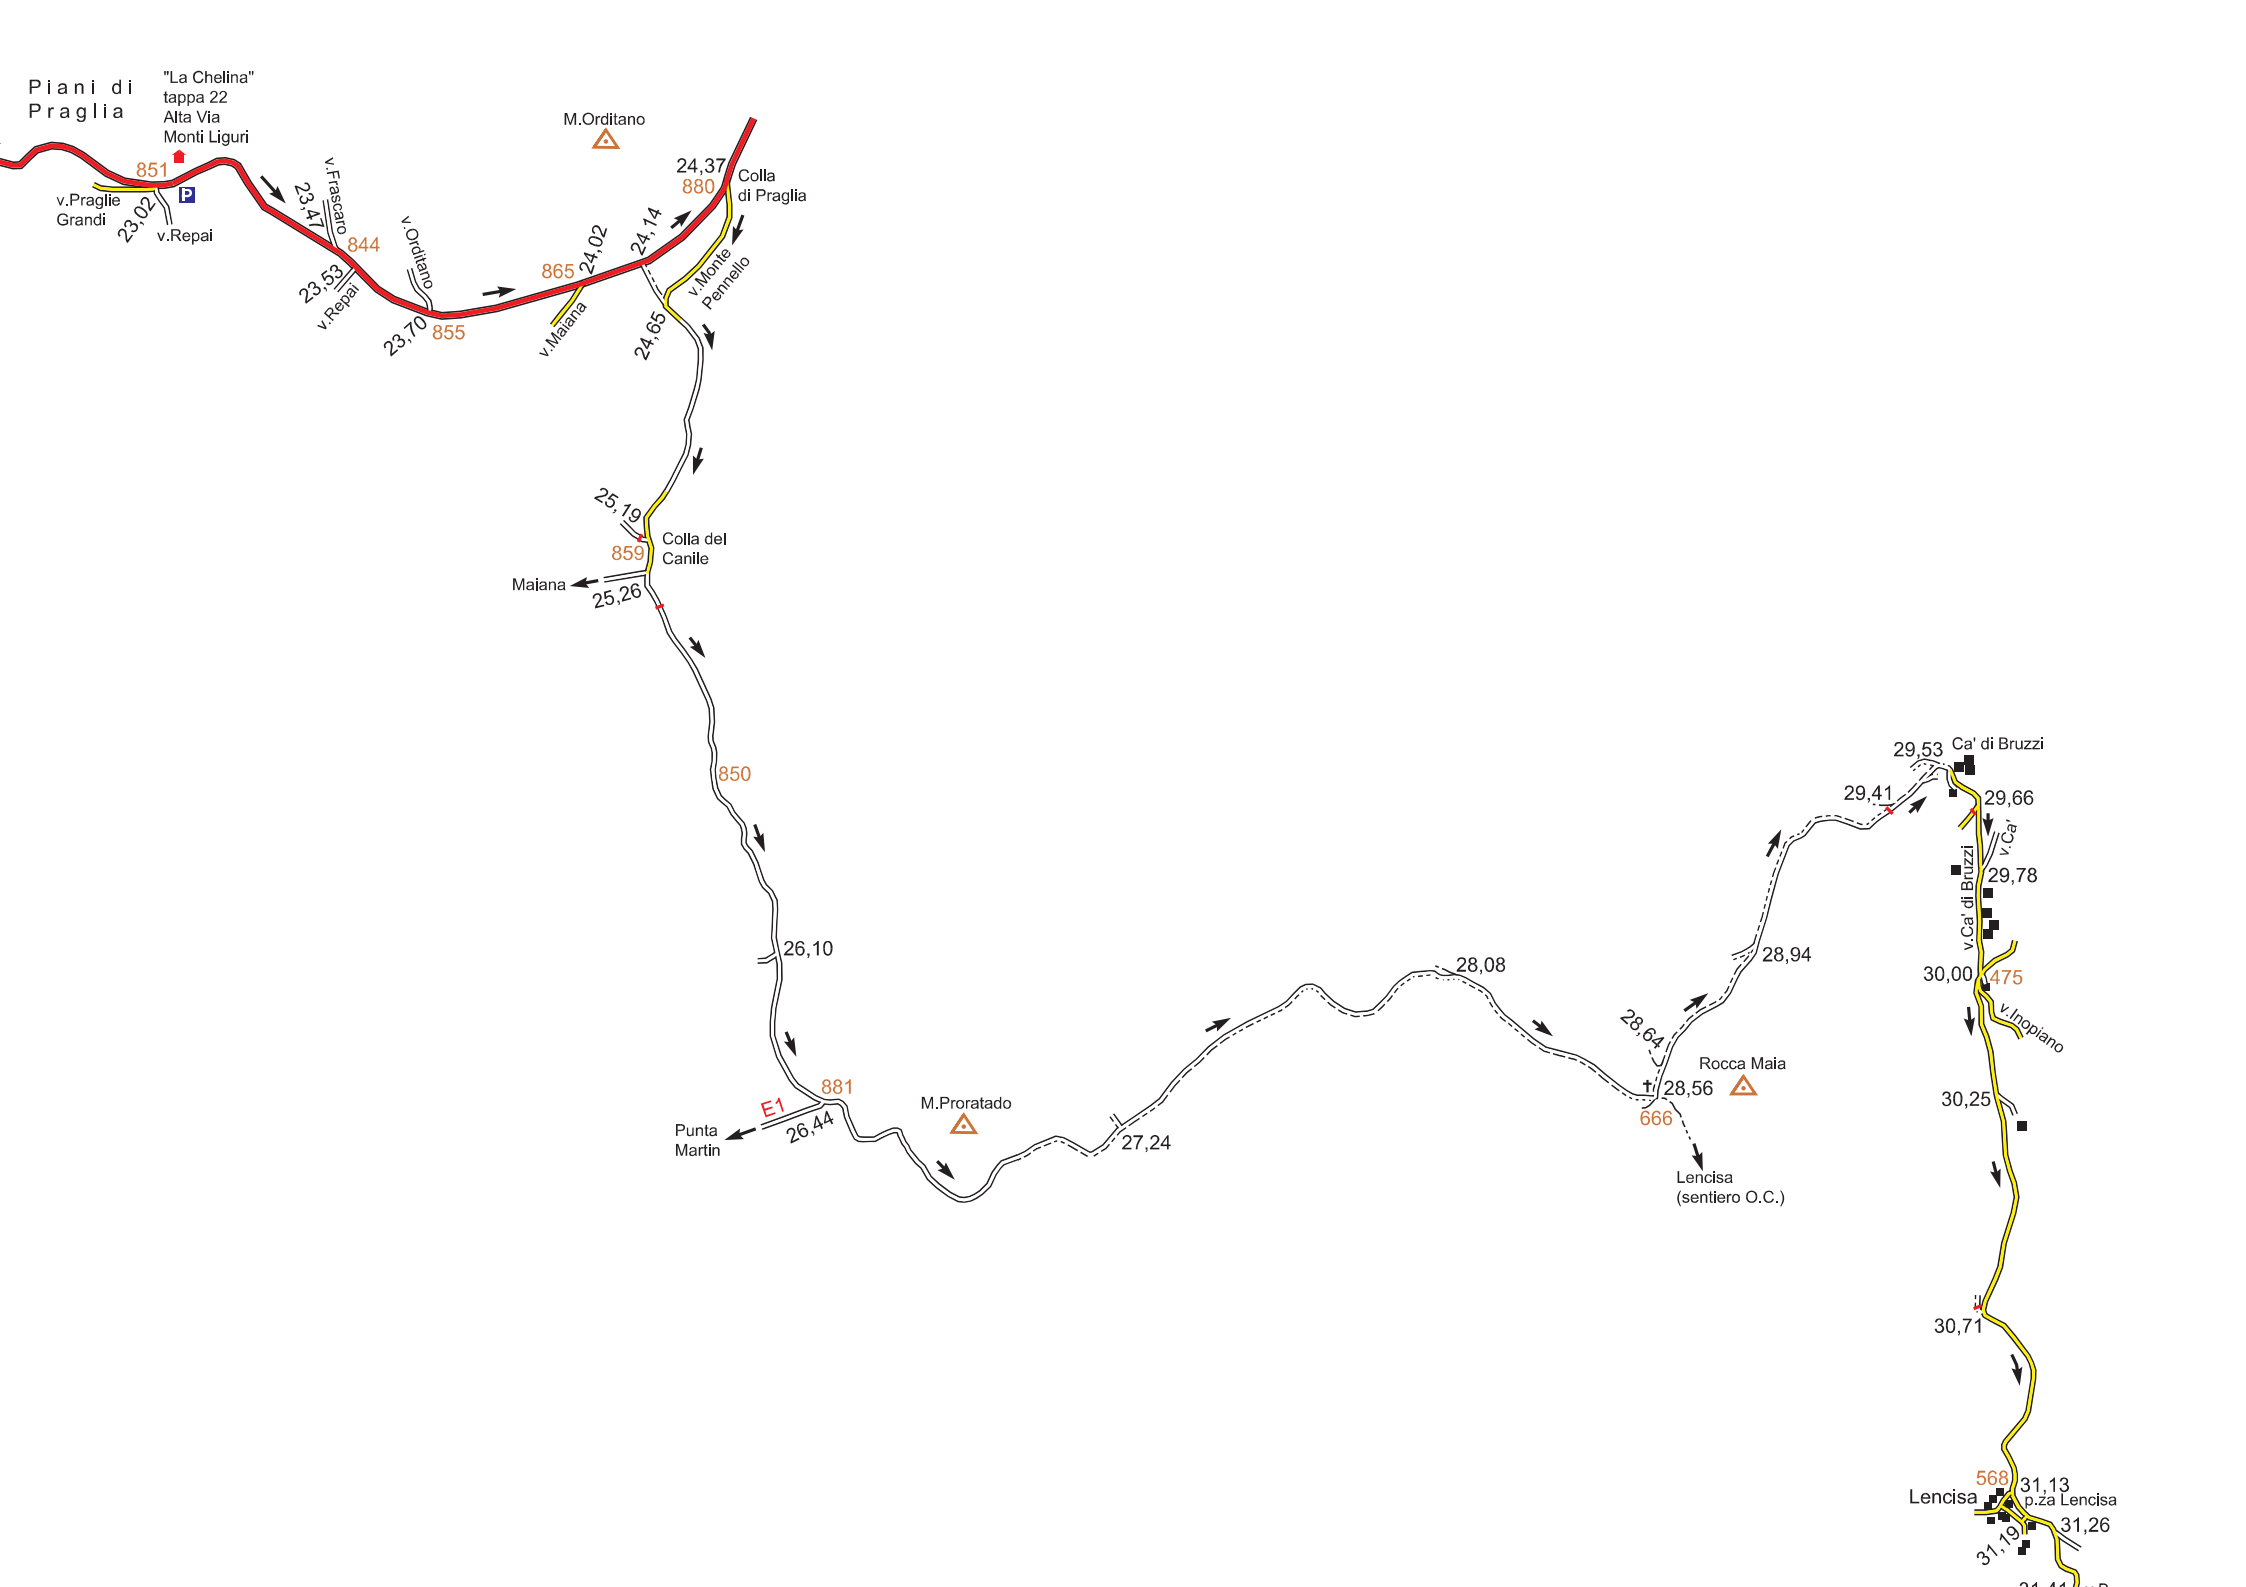 Piani di
Praglia
"La Chelina"
tappa 22
Alta Via
Monti Liguri
851
P
v.Praglie
Grandi
23,02
v.Repai
23,47
v.Frascaro
844
23,53
v.Repai
v.Orditano
23,70
855
M.Orditano
865
24,02
v.Maiana
24,14
24,37
880
Colla
di Praglia
v.Monte
Pennello
24,65
25,19
859
Colla del
Canile
Maiana
25,26
850
26,10
881
E1
26,44
Punta
Martin
M.Proratado
27,24
28,08
28,64
28,56
666
Rocca Maia
Lencisa
(sentiero O.C.)
28,94
29,41
29,53
Ca' di Bruzzi
29,66
v.Ca'
29,78
v.Ca' di Bruzzi
30,00
475
v.Inopiano
30,25
30,71
568
31,13
Lencisa
p.za Lencisa
31,26
31,19
31,41